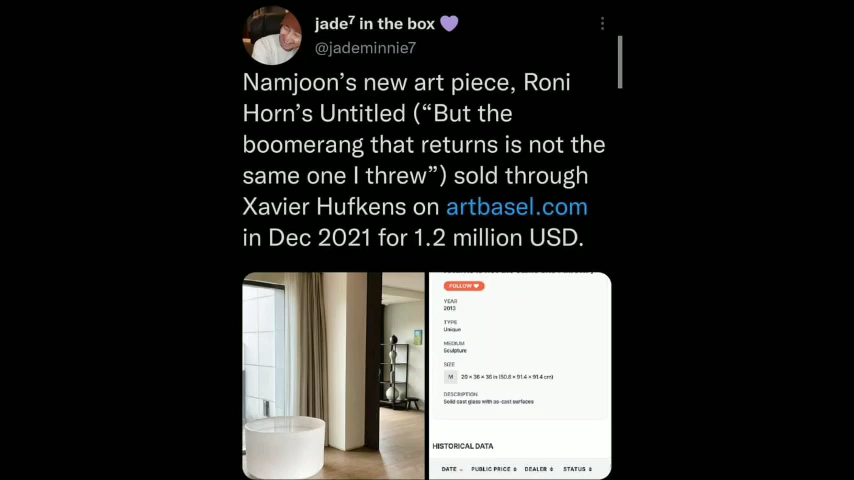 jade⁷ in the box 💜
@jademinnie7
Namjoon's new art piece, Roni
Horn's Untitled (“But the
boomerang that returns is not the
same one I threw”) sold through
Xavier Hufkens on artbasel.com
in Dec 2021 for 1.2 million USD.
FOLLOW
YEAR
2013
TYPE
Unique
MEDIUM
Sculpture
SIZE
M 20 × 36 × 36 in (50.8 × 91.4 × 91.4 cm)
DESCRIPTION
Solid cast glass with as-cast surfaces
HISTORICAL DATA
DATE PUBLIC PRICE DEALER STATUS